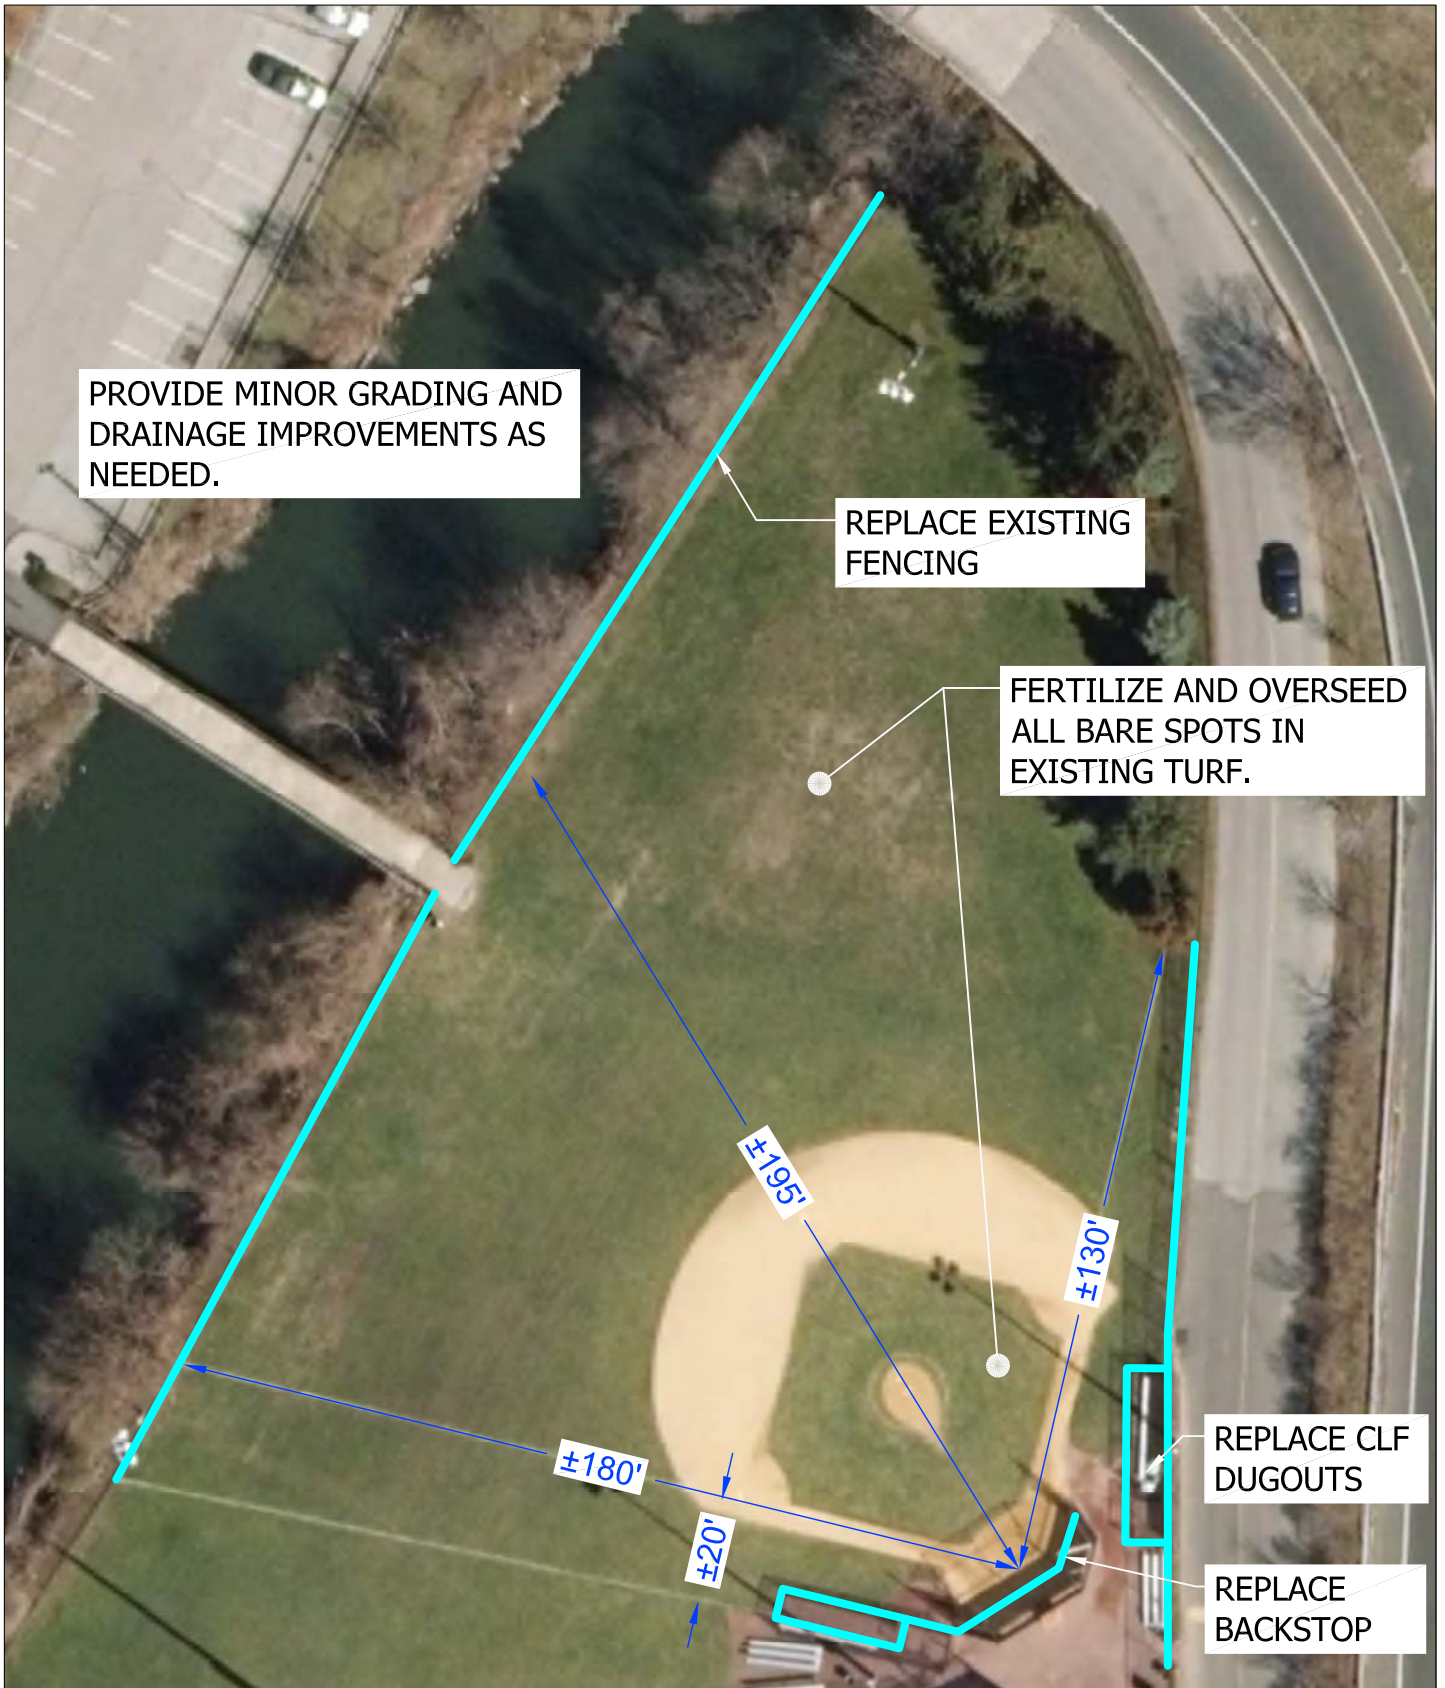 PROVIDE MINOR GRADING AND
DRAINAGE IMPROVEMENTS AS
NEEDED.
REPLACE EXISTING
FENCING
FERTILIZE AND OVERSEED
ALL BARE SPOTS IN
EXISTING TURF.
±195'
±130'
±180'
±20'
REPLACE CLF
DUGOUTS
REPLACE
BACKSTOP